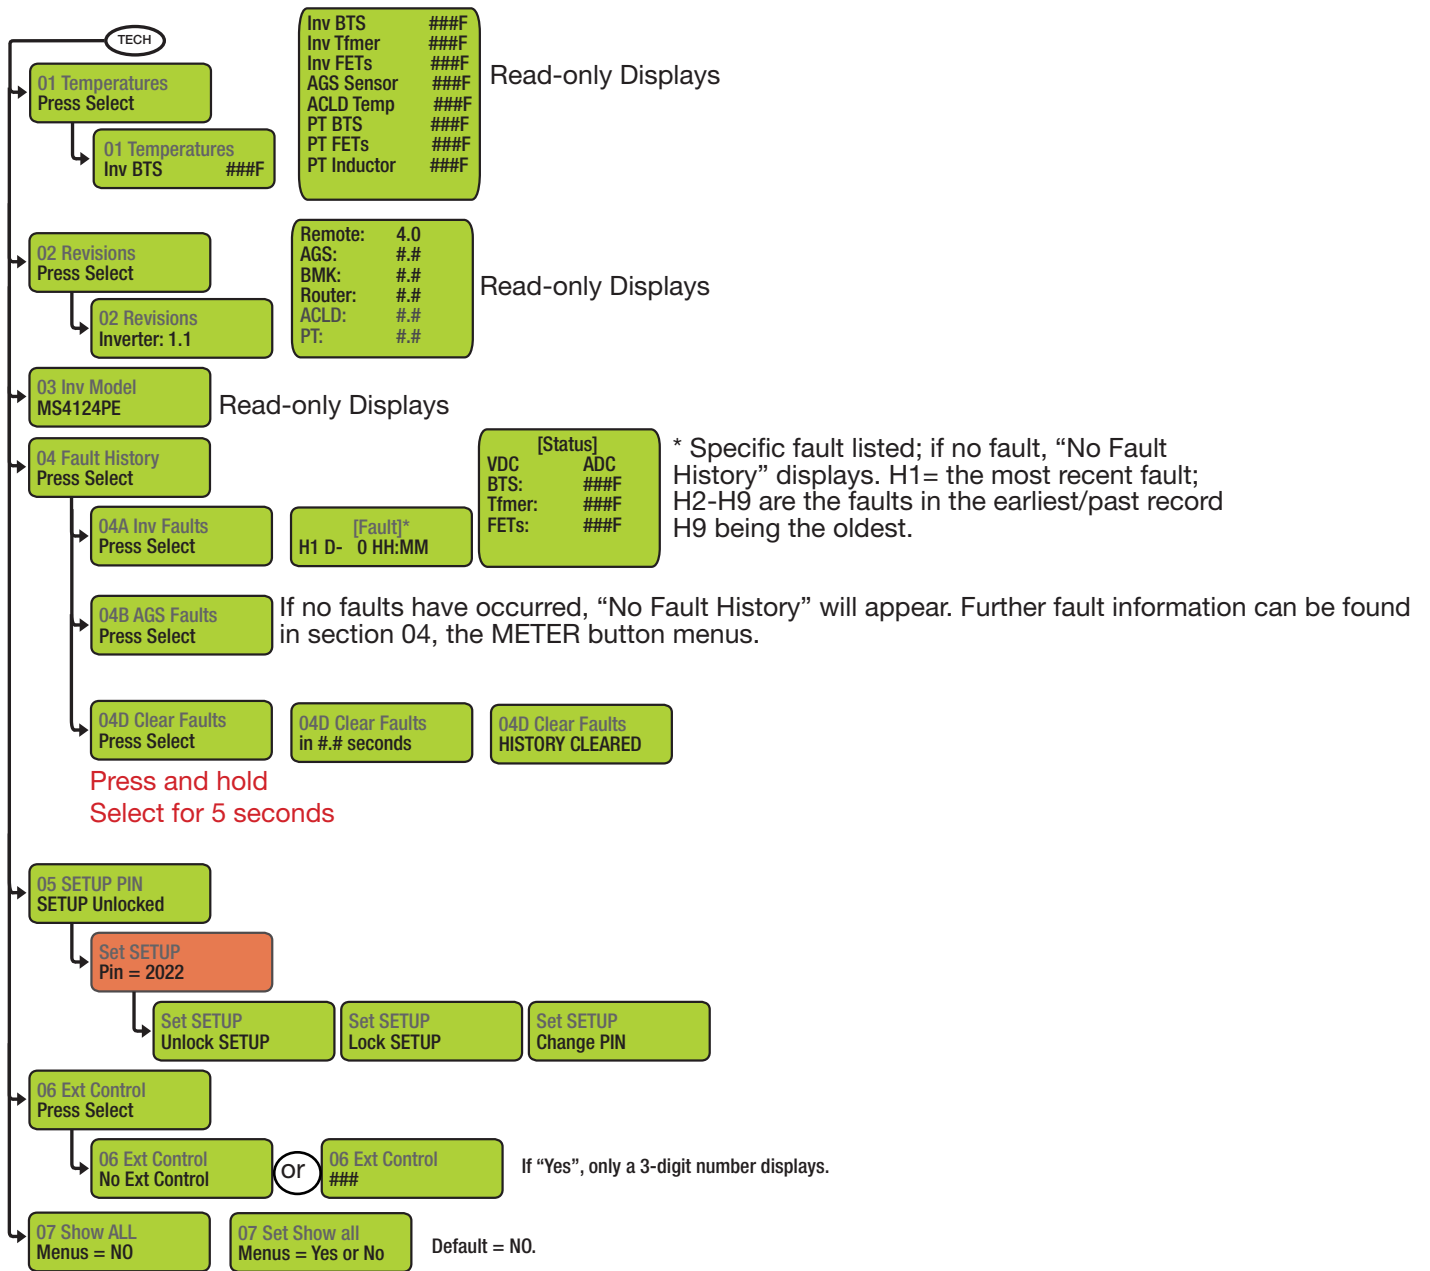 TECH
01 Temperatures
Press Select
01 Temperatures
Inv BTS ###F
Inv BTS ###F
Inv Tfmer ###F
Inv FETs ###F
AGS Sensor ###F
ACLD Temp ###F
PT BTS ###F
PT FETs ###F
PT Inductor ###F
Read-only Displays
02 Revisions
Press Select
02 Revisions
Inverter: 1.1
Remote: 4.0
AGS: #.#
BMK: #.#
Router: #.#
ACLD: #.#
PT: #.#
Read-only Displays
03 Inv Model
MS4124PE
Read-only Displays
04 Fault History
Press Select
04A Inv Faults
Press Select
[Fault]*
H1 D- 0 HH:MM
[Status]
VDC ADC
BTS: ###F
Tfmer: ###F
FETs: ###F
* Specific fault listed; if no fault, “No Fault
History” displays. H1= the most recent fault;
H2-H9 are the faults in the earliest/past record
H9 being the oldest.
04B AGS Faults
Press Select
If no faults have occurred, “No Fault History” will appear. Further fault information can be found
in section 04, the METER button menus.
04D Clear Faults
Press Select
04D Clear Faults
in #.# seconds
04D Clear Faults
HISTORY CLEARED
Press and hold
Select for 5 seconds
05 SETUP PIN
SETUP Unlocked
Set SETUP
Pin = 2022
Set SETUP
Unlock SETUP
Set SETUP
Lock SETUP
Set SETUP
Change PIN
06 Ext Control
Press Select
06 Ext Control
No Ext Control
or
06 Ext Control
###
If “Yes”, only a 3-digit number displays.
07 Show ALL
Menus = NO
07 Set Show all
Menus = Yes or No
Default = NO.